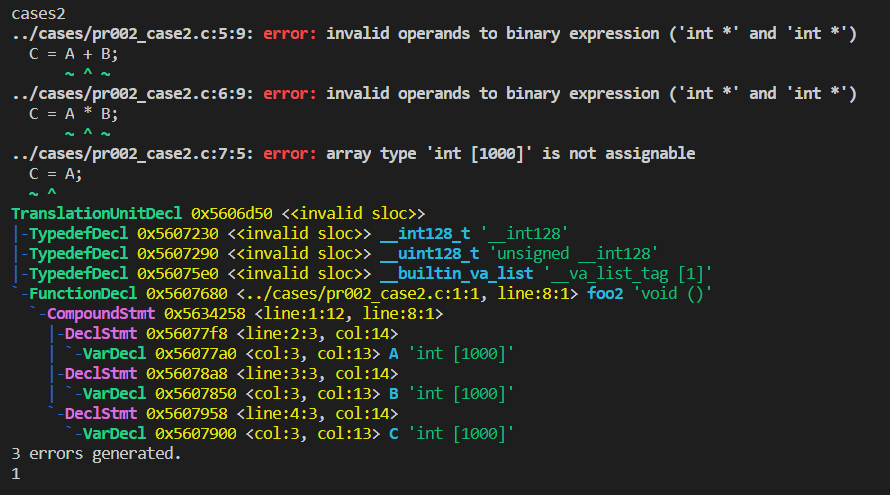 cases2
../cases/pr002_case2.c:5:9: error: invalid operands to binary expression ('int *' and 'int *')
  C = A + B;
      ~ ^ ~
../cases/pr002_case2.c:6:9: error: invalid operands to binary expression ('int *' and 'int *')
  C = A * B;
      ~ ^ ~
../cases/pr002_case2.c:7:5: error: array type 'int [1000]' is not assignable
  C = A;
  ~ ^
TranslationUnitDecl 0x5606d50 <<invalid sloc>>
|-TypedefDecl 0x5607230 <<invalid sloc>> __int128_t '__int128'
|-TypedefDecl 0x5607290 <<invalid sloc>> __uint128_t 'unsigned __int128'
|-TypedefDecl 0x56075e0 <<invalid sloc>> __builtin_va_list '__va_list_tag [1]'
`-FunctionDecl 0x5607680 <../cases/pr002_case2.c:1:1, line:8:1> foo2 'void ()'
  `-CompoundStmt 0x5634258 <line:1:12, line:8:1>
    |-DeclStmt 0x56077f8 <line:2:3, col:14>
    | `-VarDecl 0x56077a0 <col:3, col:13> A 'int [1000]'
    |-DeclStmt 0x56078a8 <line:3:3, col:14>
    | `-VarDecl 0x5607850 <col:3, col:13> B 'int [1000]'
    `-DeclStmt 0x5607958 <line:4:3, col:14>
      `-VarDecl 0x5607900 <col:3, col:13> C 'int [1000]'
3 errors generated.
1